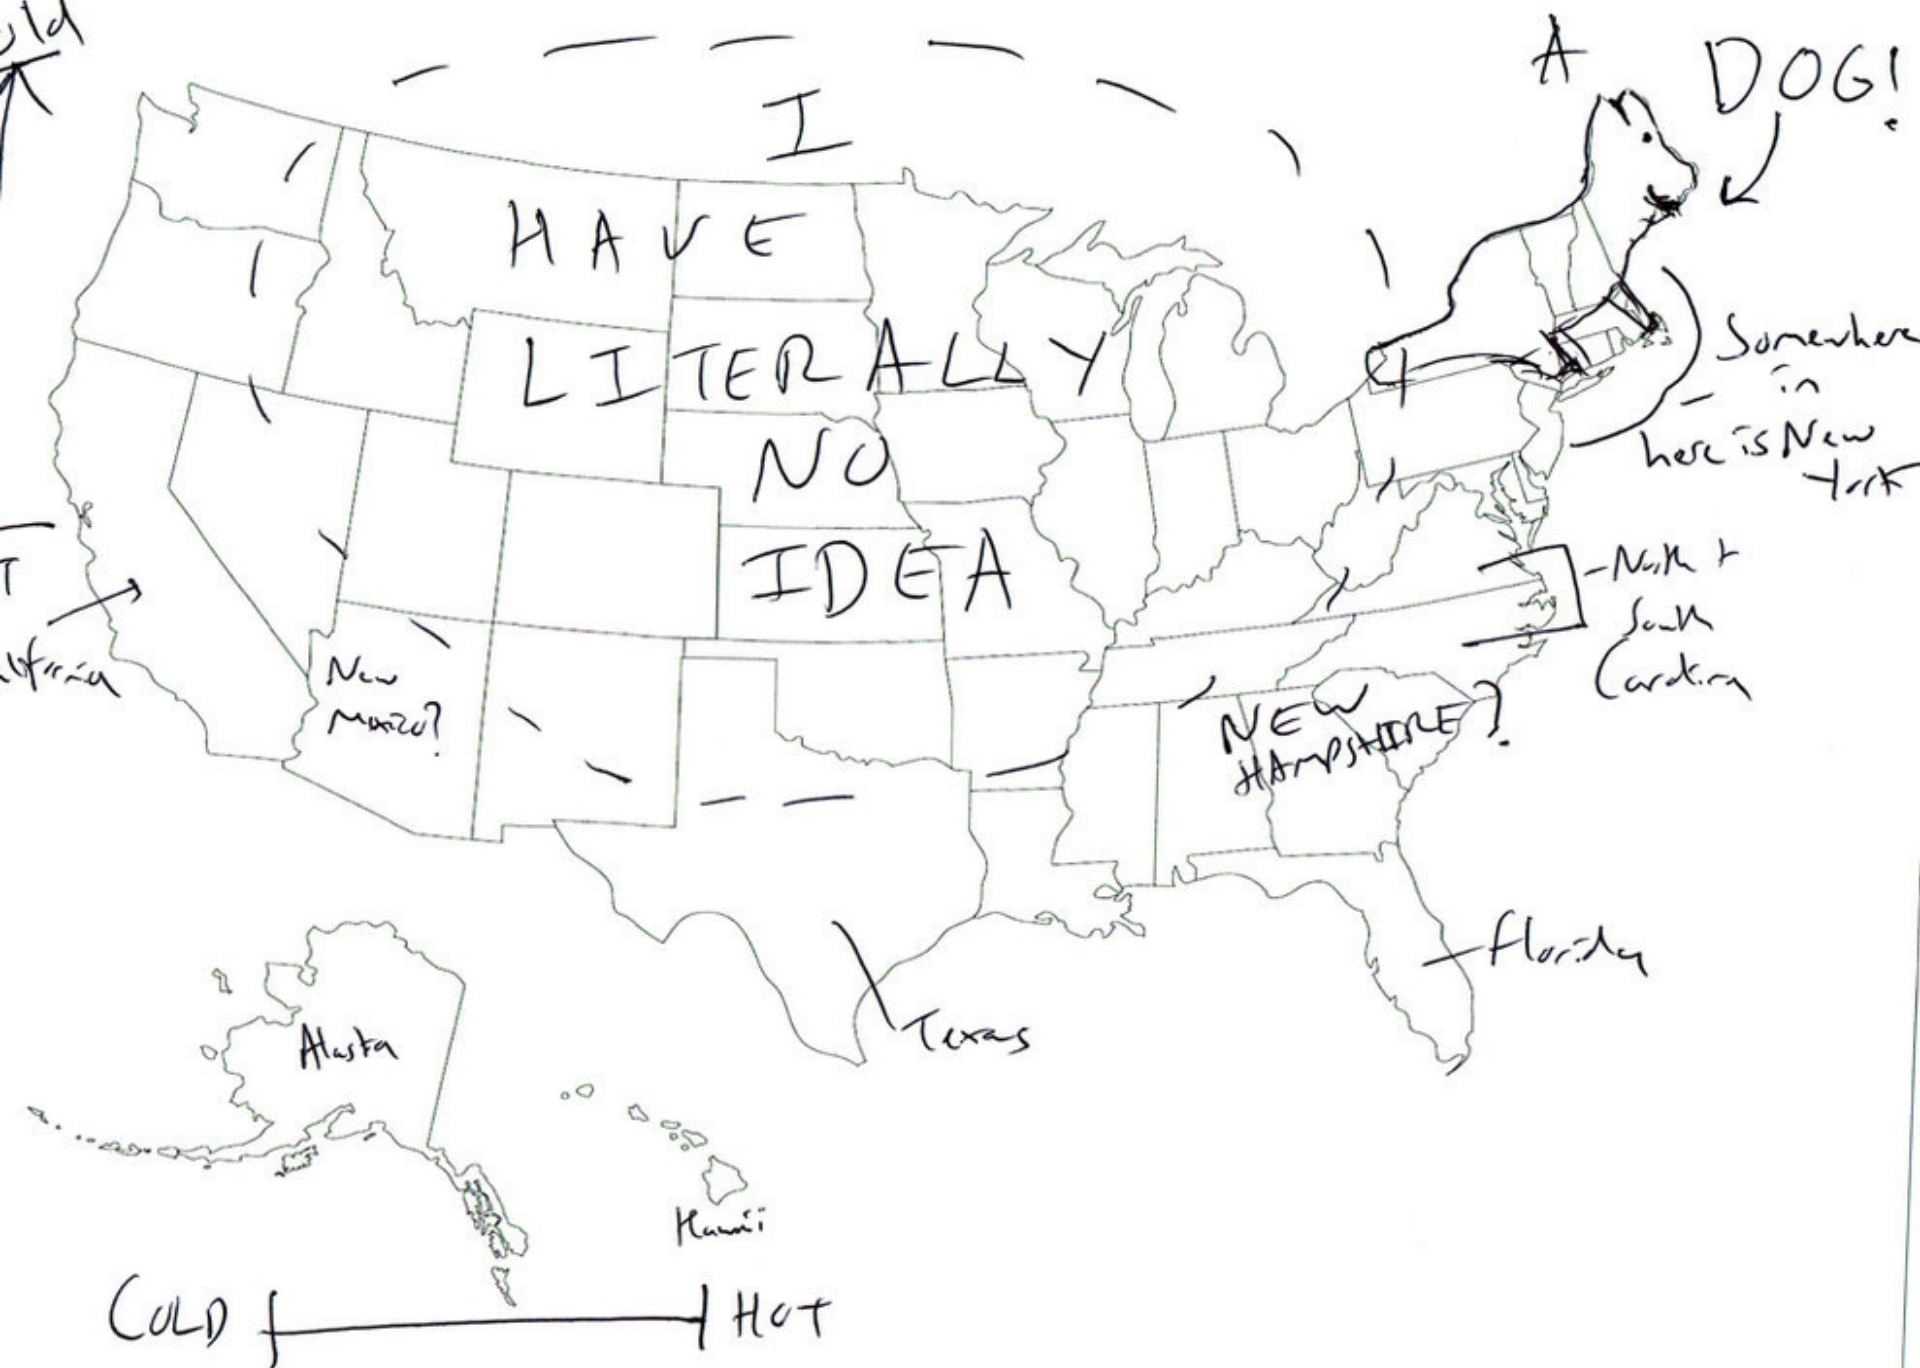 A DOG!
I
HAVE
LITERALLY
NO
IDEA
Somewhere
in
here is New
York
North +
South
Carolina
New
Mexico?
NEW
HAMPSHIRE?
Florida
Texas
Alaska
Hawaii
COLD HOT